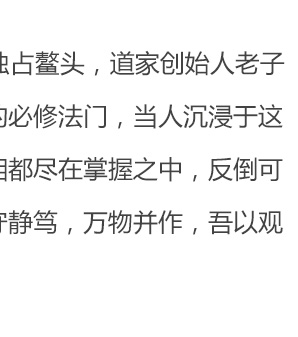 独占鳌头，道家创始人老子
的必修法门，当人沉浸于这
相都尽在掌握之中，反倒可
守静笃，万物并作，吾以观